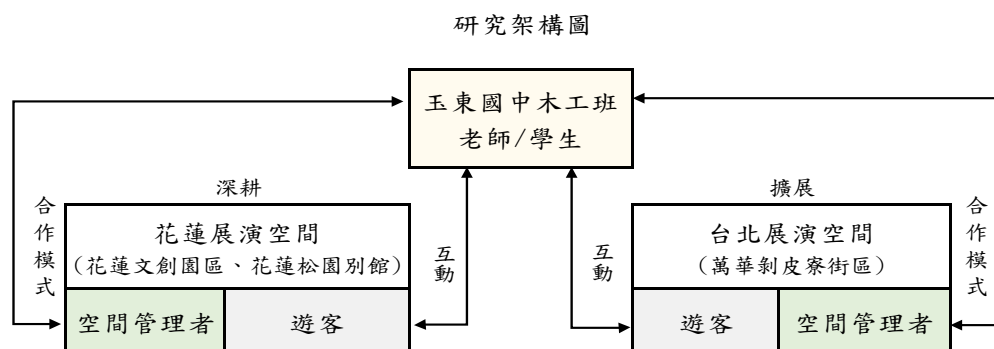 研究架構圖
玉東國中木工班
老師/學生
深耕
擴展
合作模式
花蓮展演空間
（花蓮文創園區、花蓮松園別館）
互動
互動
台北展演空間
（萬華剝皮寮街區）
合作模式
空間管理者
遊客
遊客
空間管理者